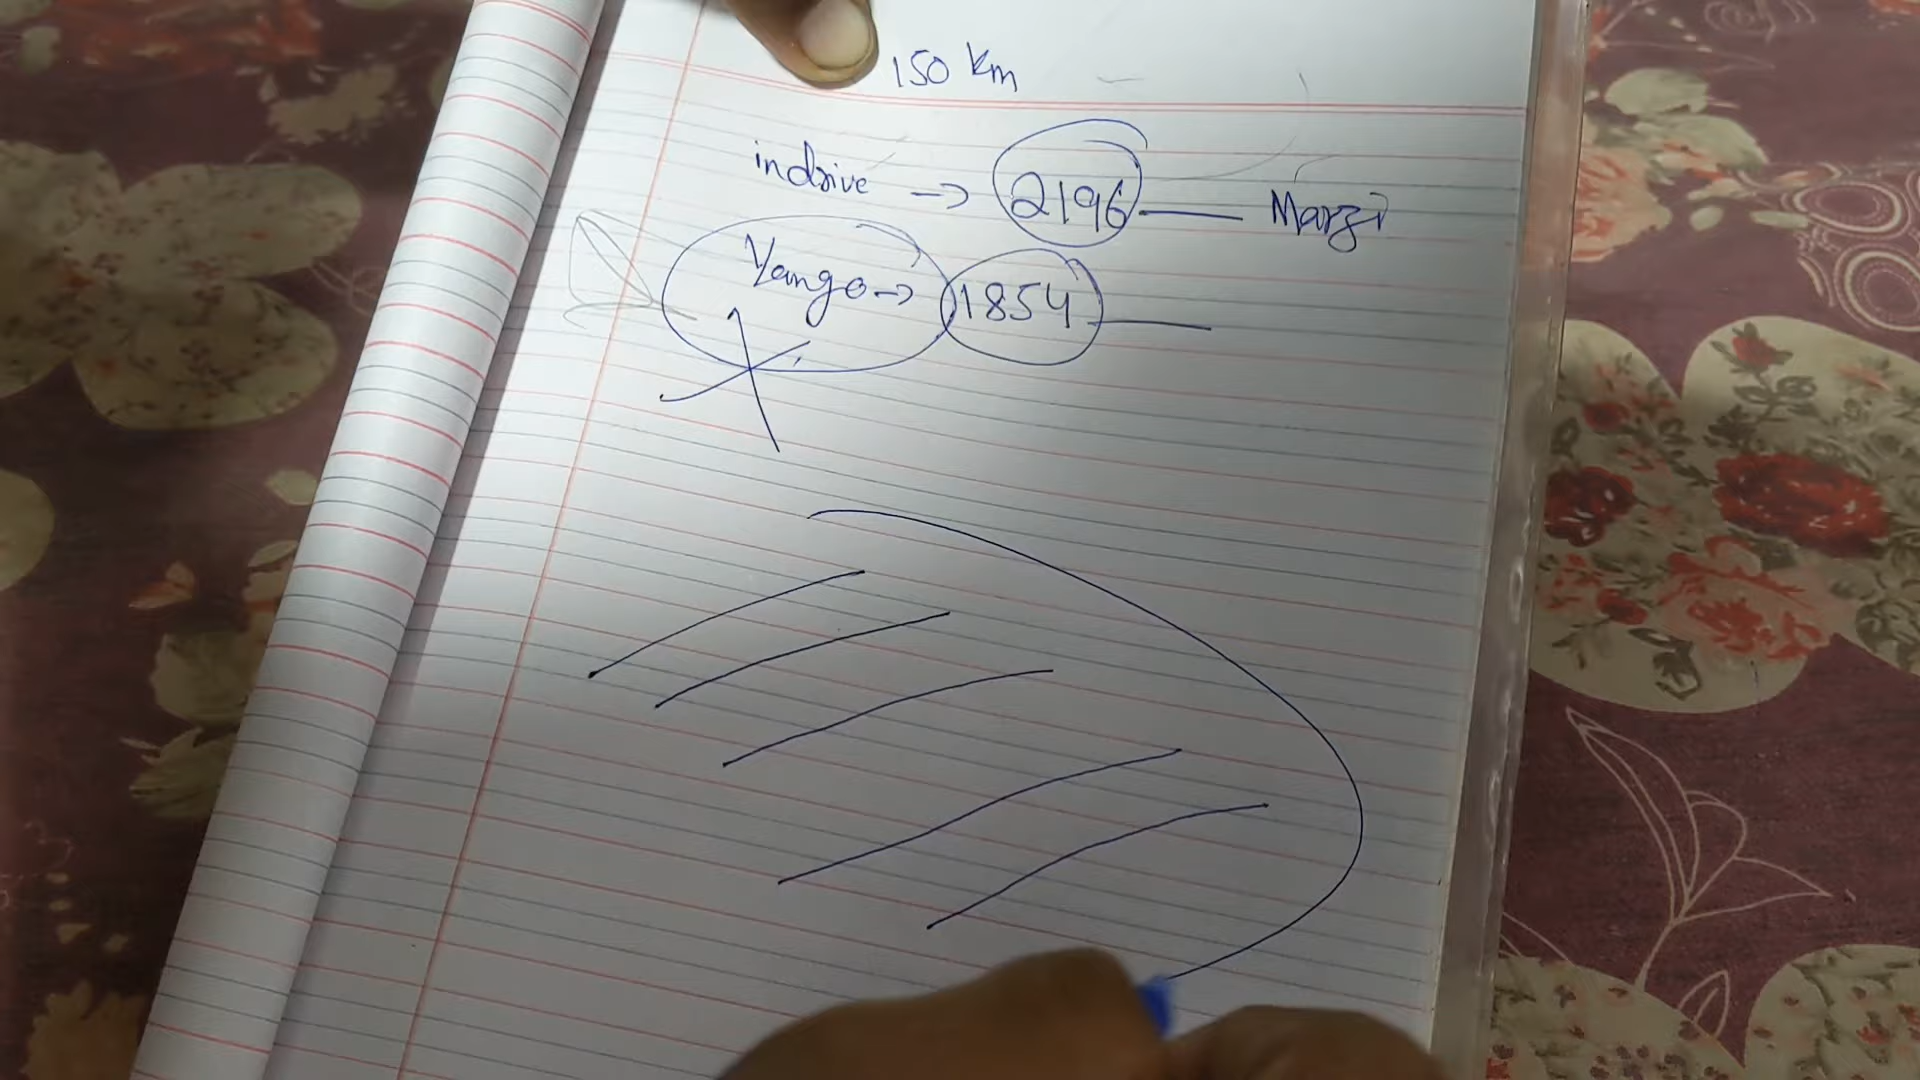 150 km
indrive → 2196 — Marzi
Yango → 1854 —